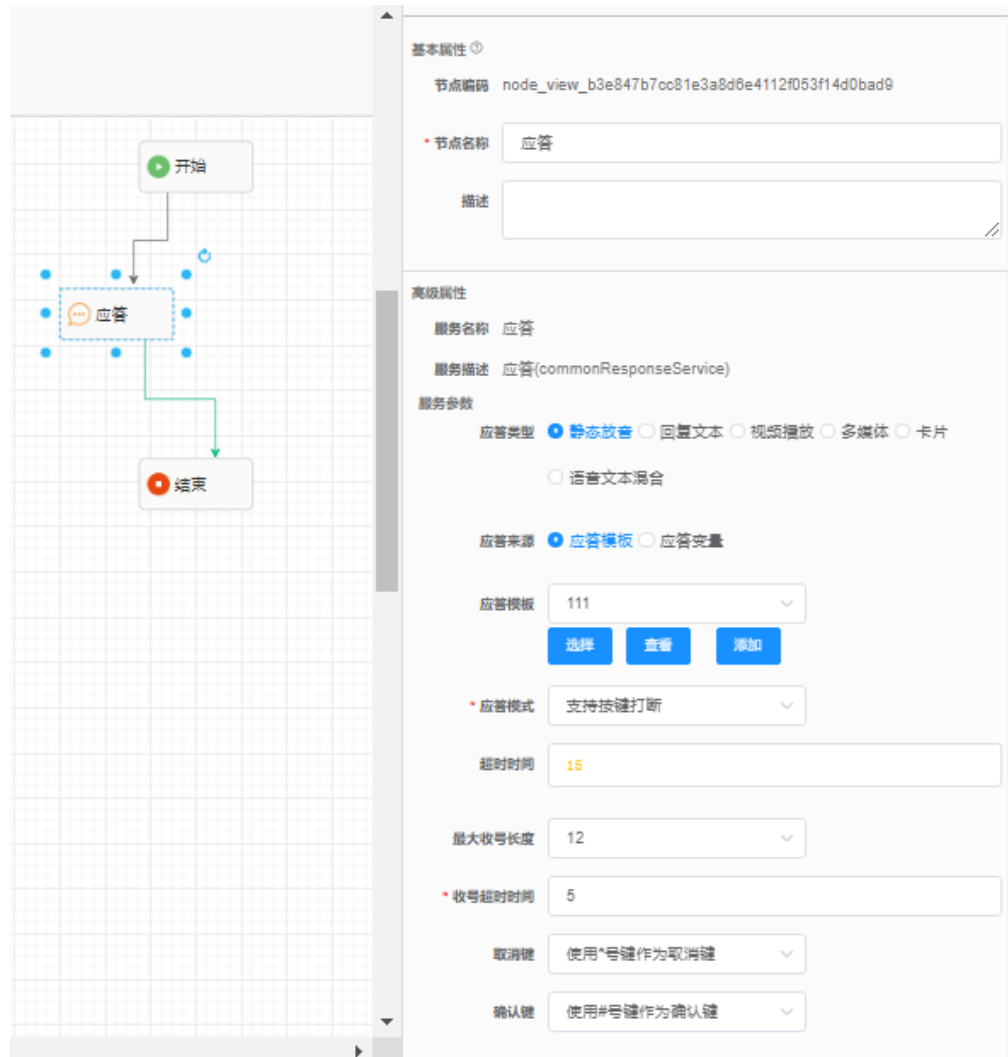 开始
应答
结束
基本属性
节点编码 node_view_b3e847b7cc81e3a8d6e4112f053f14d0bad9
* 节点名称 应答
描述
高级属性
服务名称 应答
服务描述 应答(commonResponseService)
服务参数
应答类型 静态放音 回复文本 视频播放 多媒体 卡片
语音文本混合
应答来源 应答模板 应答变量
应答模板 111
选择 查看 添加
* 应答模式 支持按键打断
超时时间 15
最大收号长度 12
* 收号超时时间 5
取消键 使用*号键作为取消键
确认键 使用#号键作为确认键